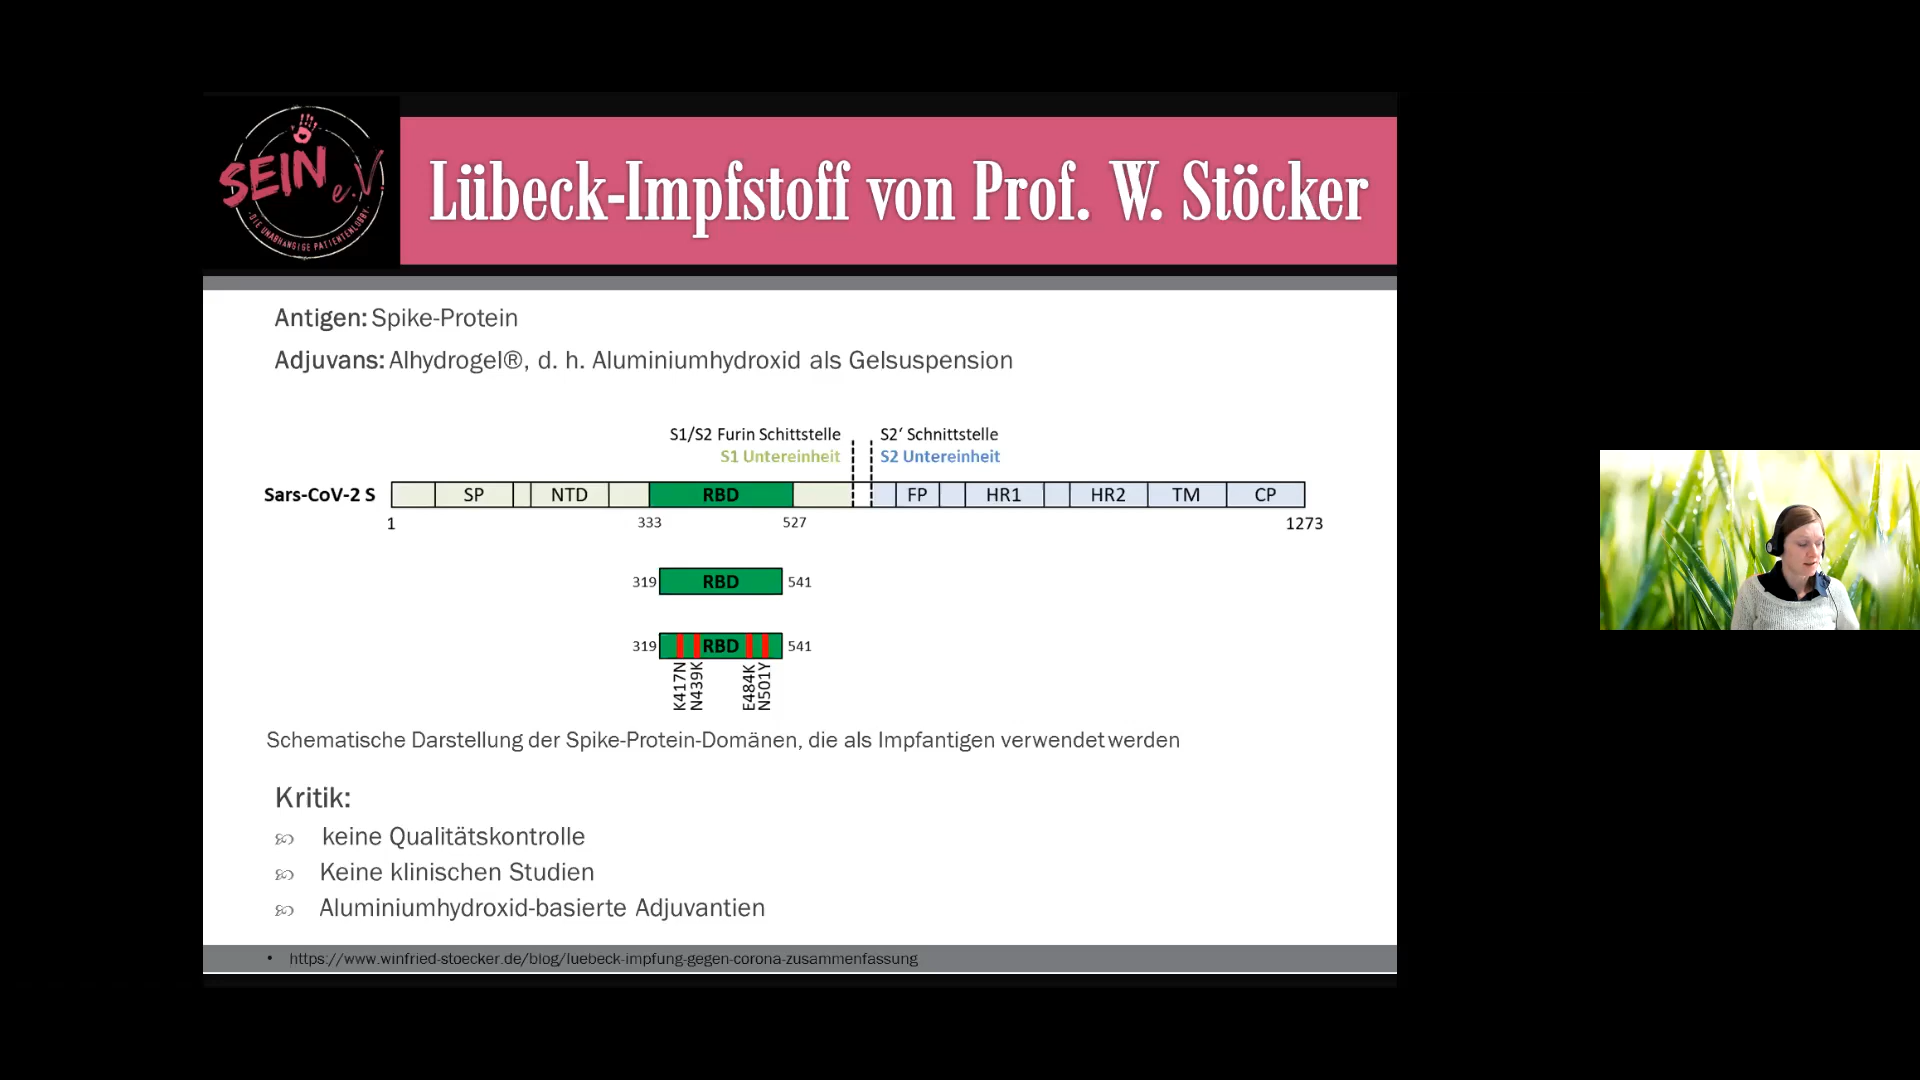 SEIN e.V.
DIE UNABHÄNGIGE PATIENTENLOBBY
Lübeck-Impfstoff von Prof. W. Stöcker
Antigen: Spike-Protein
Adjuvans: Alhydrogel®, d. h. Aluminiumhydroxid als Gelsuspension
S1/S2 Furin Schittstelle S2′ Schnittstelle
S1 Untereinheit S2 Untereinheit
Sars-CoV-2 S SP NTD RBD FP HR1 HR2 TM CP
1 333 527 1273
319 RBD 541
319 RBD 541
K417N N439K E484K N501Y
Schematische Darstellung der Spike-Protein-Domänen, die als Impfantigen verwendet werden
Kritik:
keine Qualitätskontrolle
Keine klinischen Studien
Aluminiumhydroxid-basierte Adjuvantien
• https://www.winfried-stoecker.de/blog/luebeck-impfung-gegen-corona-zusammenfassung